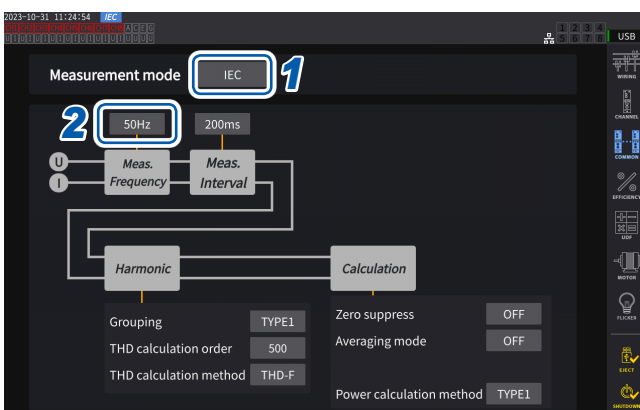 2023-10-31 11:24:54 IEC
1 2 3 4
5 6 7 8
USB
Measurement mode IEC 1
WIRING
CHANNEL
2 50Hz 200ms
COMMON
U
Meas. Frequency
Meas. Interval
I
EFFICIENCY
UDF
Harmonic
Calculation
MOTOR
Grouping TYPE1
Zero suppress OFF
FLICKER
THD calculation order 500
Averaging mode OFF
THD calculation method THD-F
EJECT
Power calculation method TYPE1
SHUTDOWN